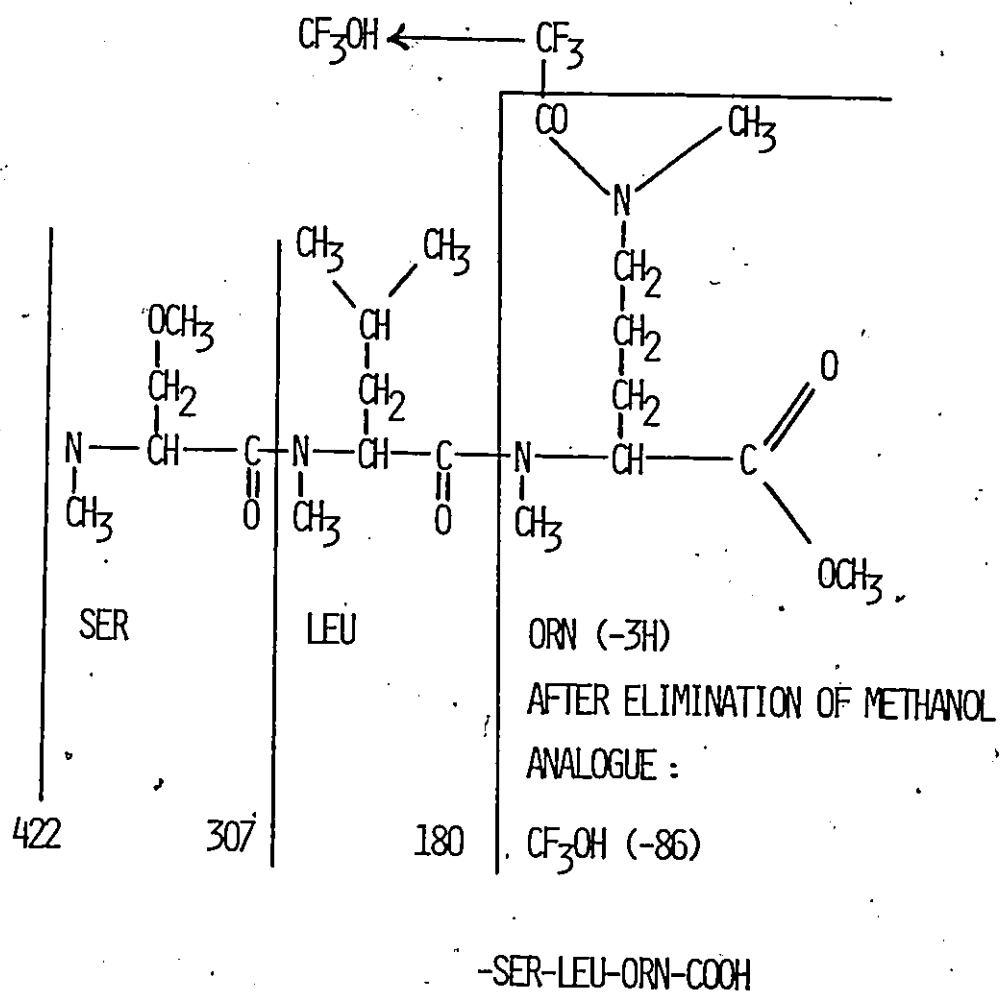 CF3OH CF3
CO CH3
N
CH3 CH3 CH2
OCH3 CH CH2 O
CH2 CH2 CH2
N CH C N CH C N CH C
CH3 O CH3 O CH3
OCH3
SER LEU ORN (-3H)
AFTER ELIMINATION OF METHANOL
ANALOGUE :
422 307 180 CF3OH (-86)
-SER-LEU-ORN-COOH